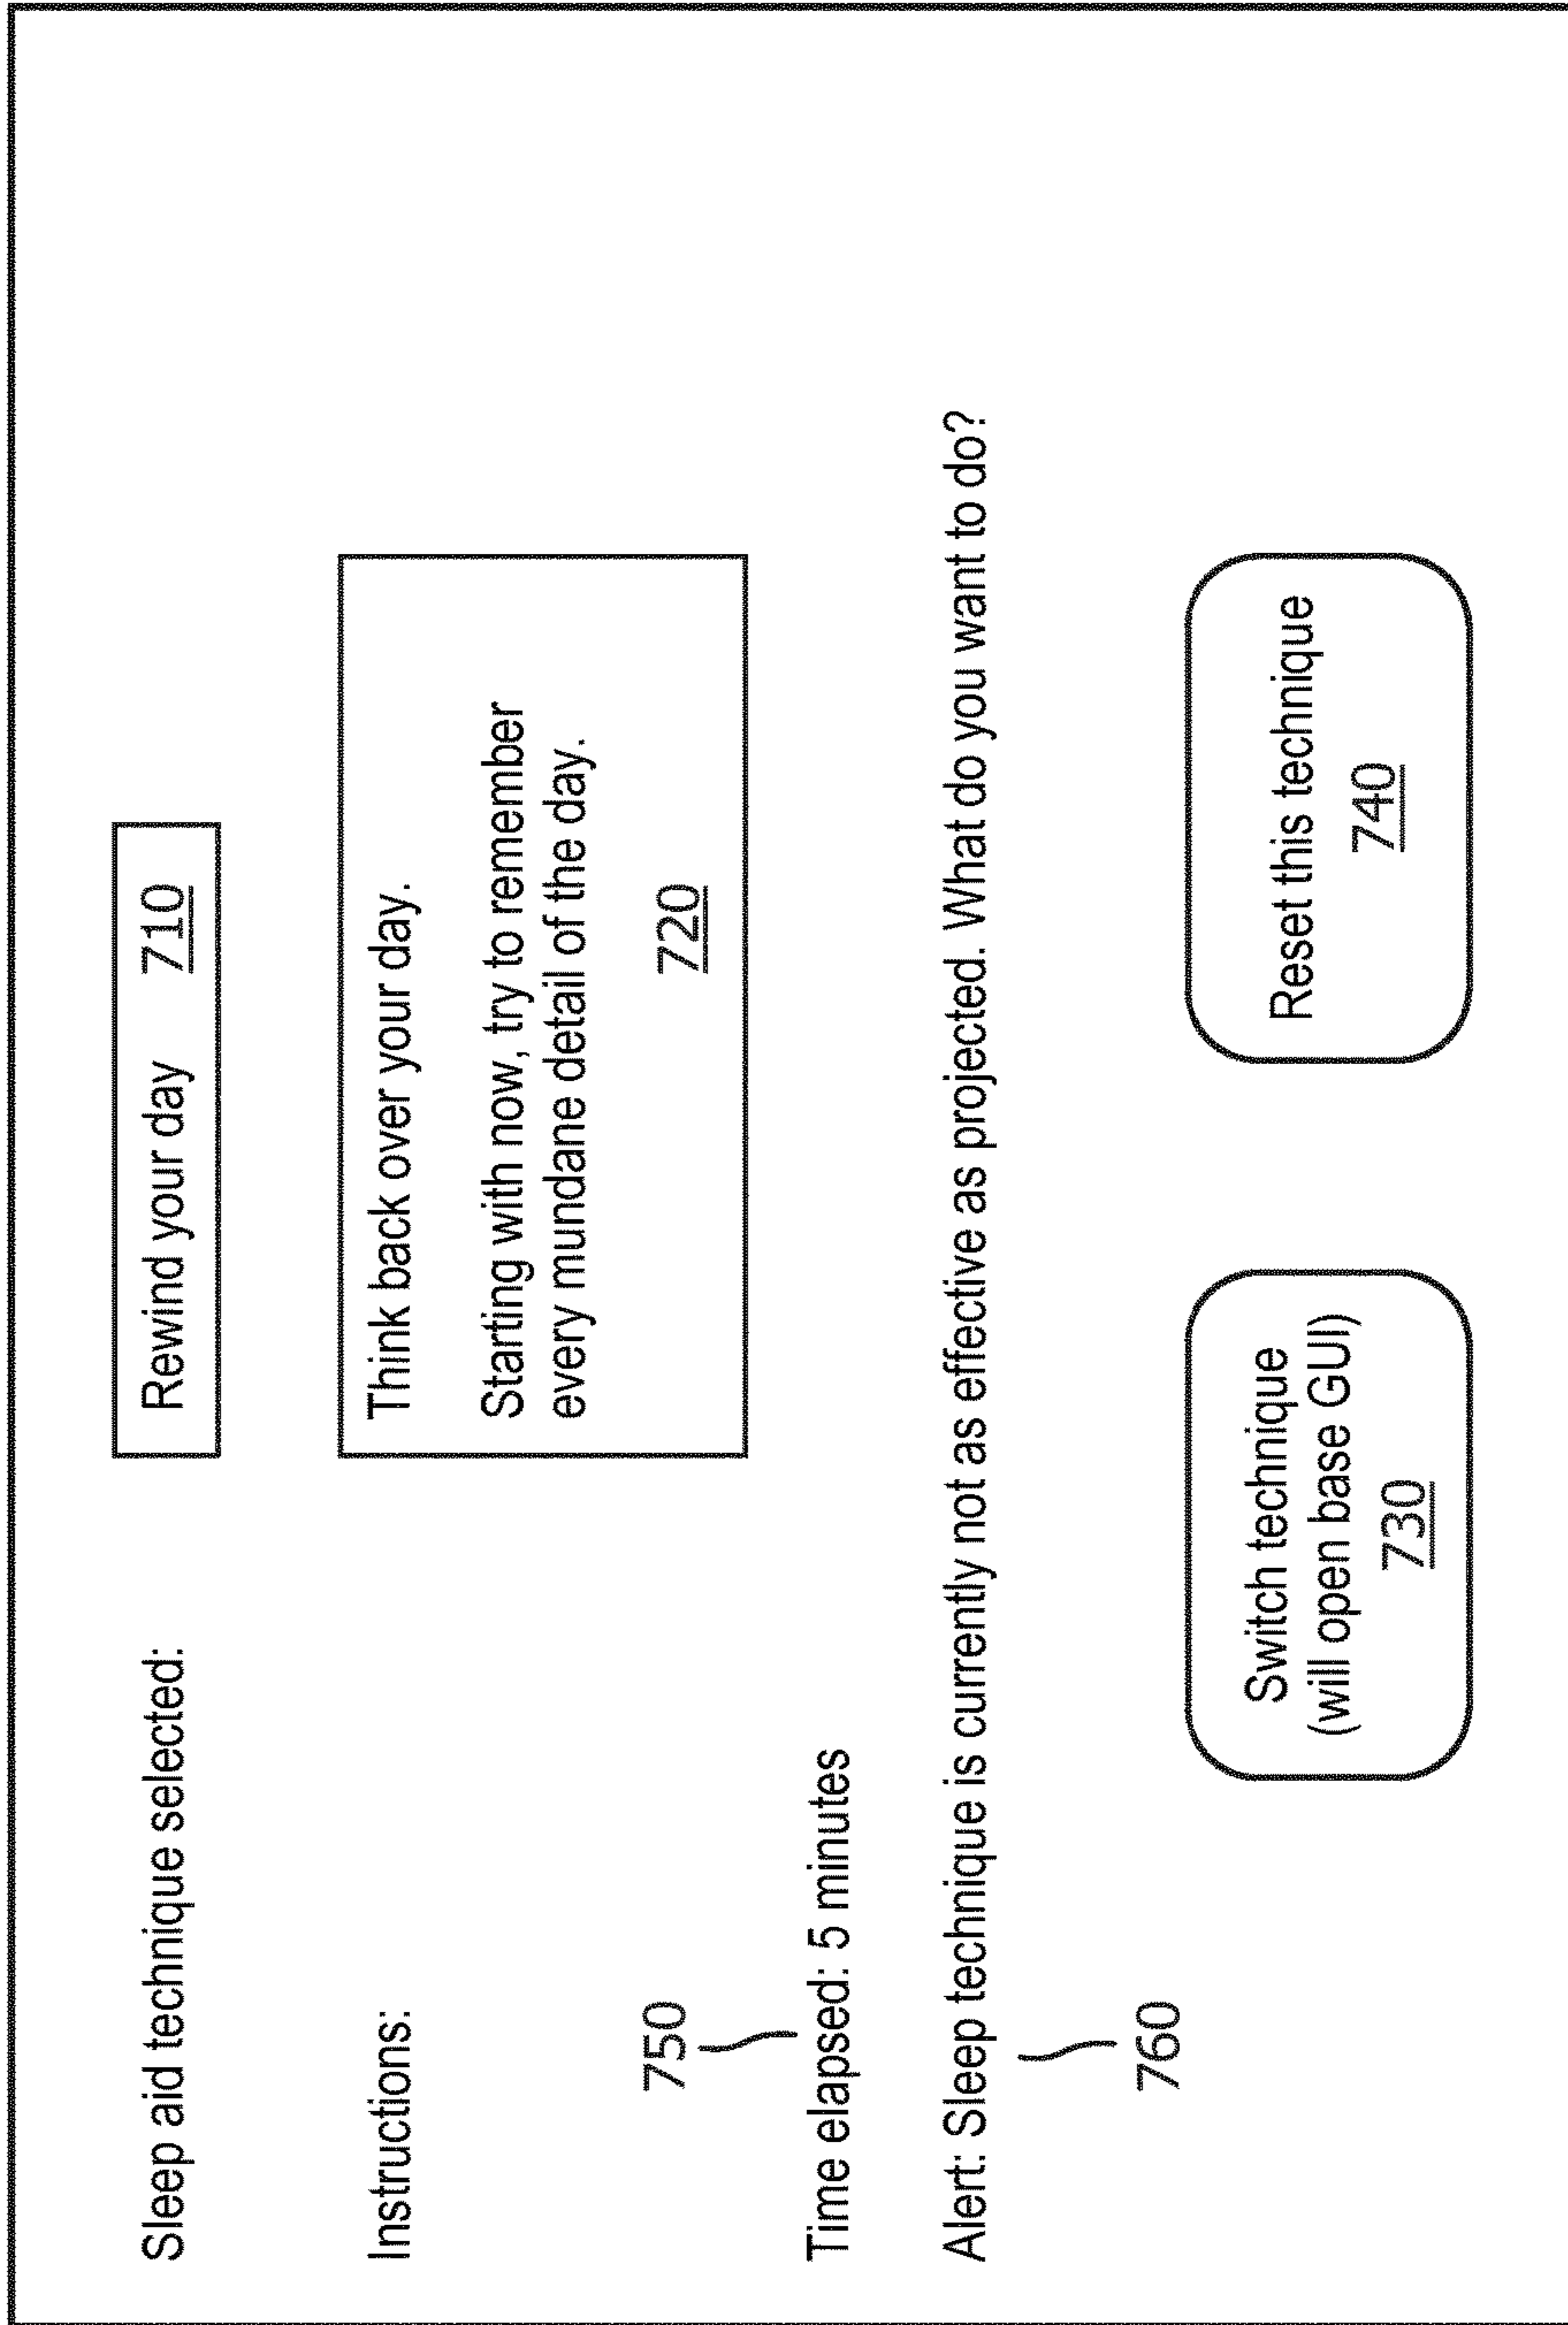 Sleep aid technique selected:
Rewind your day 710
Instructions:
Think back over your day.
Starting with now, try to remember
every mundane detail of the day.
720
750
Time elapsed: 5 minutes
Alert: Sleep technique is currently not as effective as projected. What do you want to do?
760
Switch technique
(will open base GUI)
730
Reset this technique
740